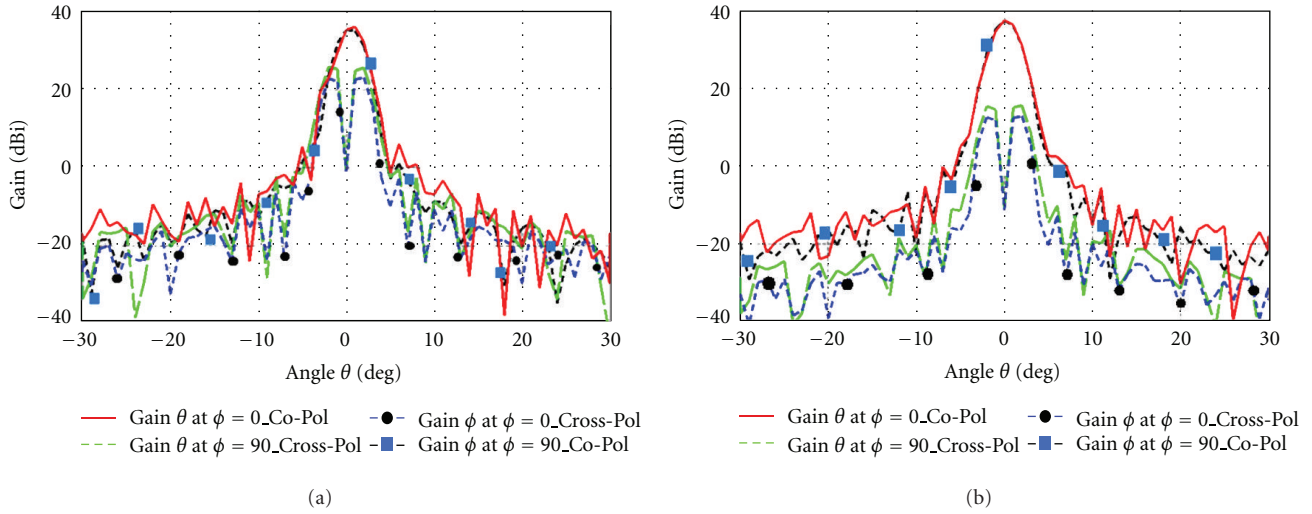 40
20
0
−20
−40
Gain (dBi)
−30
−20
−10
0
10
20
30
Angle θ (deg)
Gain θ at ϕ = 0_Co-Pol
Gain θ at ϕ = 90_Cross-Pol
Gain ϕ at ϕ = 0_Cross-Pol
Gain ϕ at ϕ = 90_Co-Pol
(a)
40
20
0
−20
−40
Gain (dBi)
−30
−20
−10
0
10
20
30
Angle θ (deg)
Gain θ at ϕ = 0_Co-Pol
Gain θ at ϕ = 90_Cross-Pol
Gain ϕ at ϕ = 0_Cross-Pol
Gain ϕ at ϕ = 90_Co-Pol
(b)